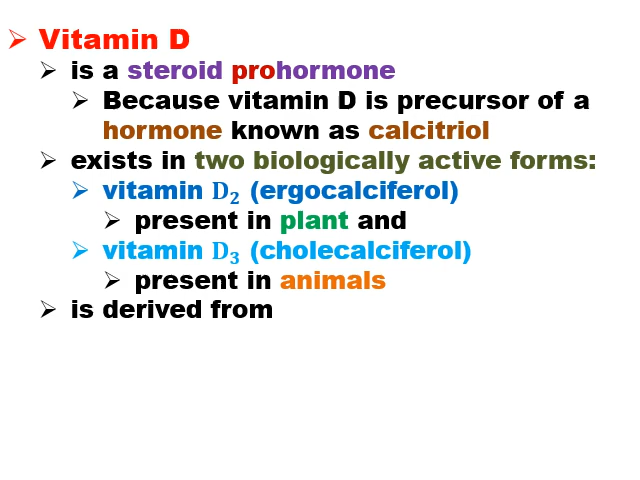 ➢ Vitamin D
➢ is a steroid prohormone
➢ Because vitamin D is precursor of a
hormone known as calcitriol
➢ exists in two biologically active forms:
➢ vitamin D₂ (ergocalciferol)
➢ present in plant and
➢ vitamin D₃ (cholecalciferol)
➢ present in animals
➢ is derived from